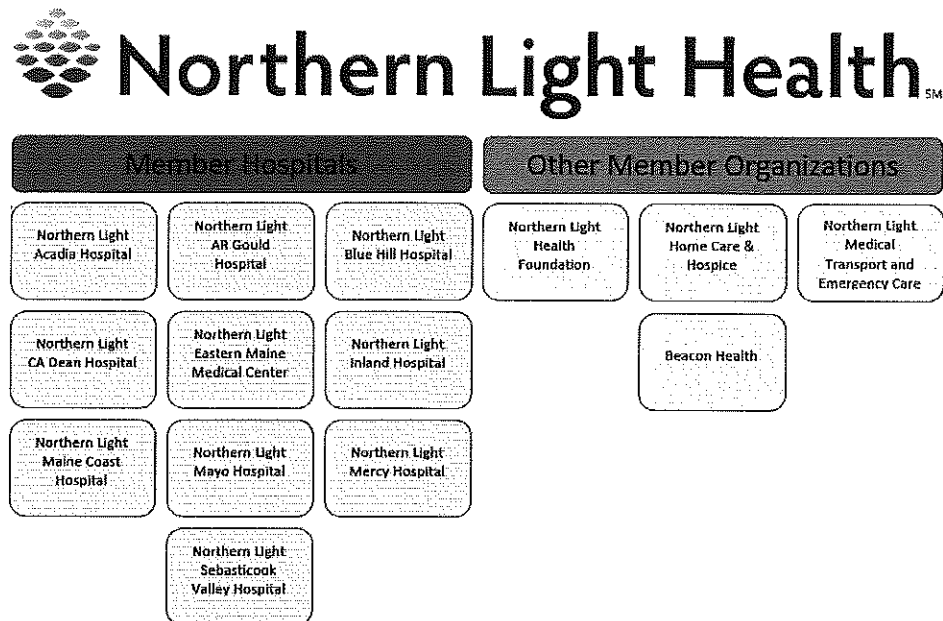 Northern Light Health SM
Member Hospitals
Other Member Organizations
Northern Light
Acadia Hospital
Northern Light
AR Gould
Hospital
Northern Light
Blue Hill Hospital
Northern Light
Health
Foundation
Northern Light
Home Care &
Hospice
Northern Light
Medical
Transport and
Emergency Care
Northern Light
CA Dean Hospital
Northern Light
Eastern Maine
Medical Center
Northern Light
Inland Hospital
Beacon Health
Northern Light
Maine Coast
Hospital
Northern Light
Mayo Hospital
Northern Light
Mercy Hospital
Northern Light
Sebasticook
Valley Hospital